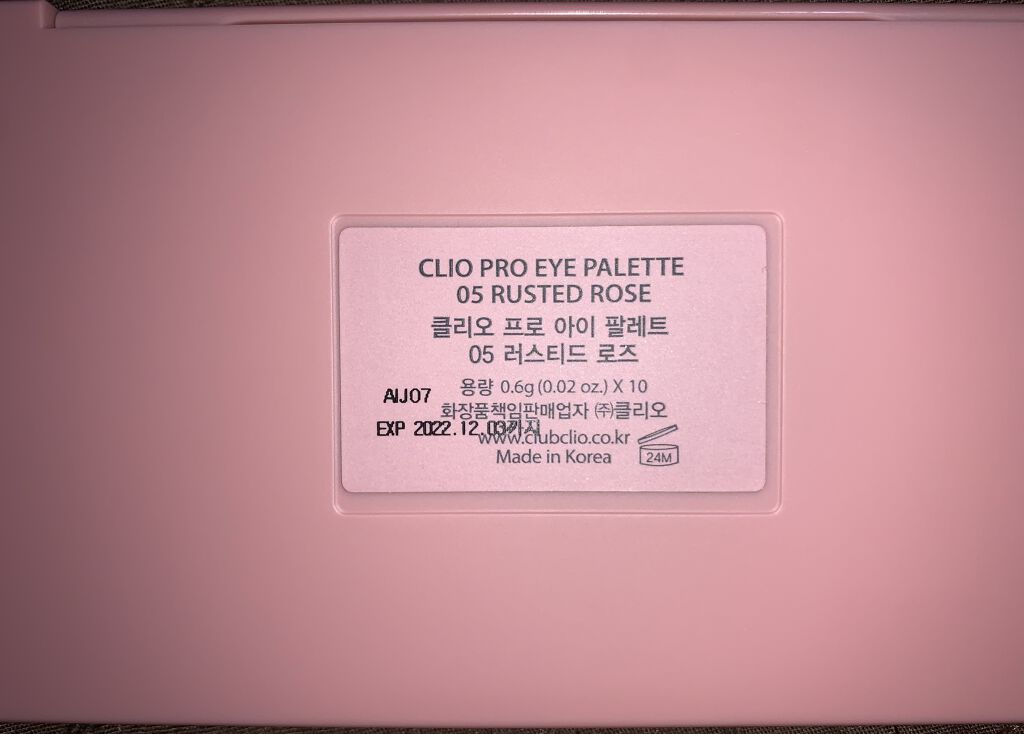 CLIO PRO EYE PALETTE
05 RUSTED ROSE
클리오 프로 아이 팔레트
05 러스티드 로즈
용량 0.6g (0.02 oz.) X 10
AIJ07
화장품책임판매업자 ㈜클리오
EXP 2022.12.03까지
www.clubclio.co.kr
Made in Korea
24M